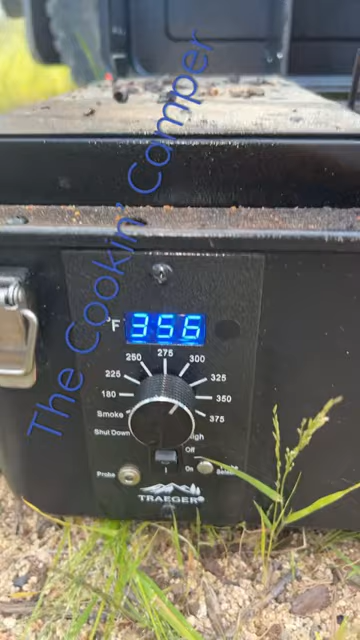 The Cookin' Camper
°F 356
275
250 300
225 325
180 350
Smoke 375
Shut Down High
Off
On
Probe
TRAEGER®